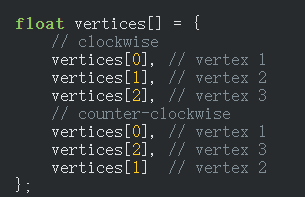 float vertices[] = {
    // clockwise
    vertices[0], // vertex 1
    vertices[1], // vertex 2
    vertices[2], // vertex 3
    // counter-clockwise
    vertices[0], // vertex 1
    vertices[2], // vertex 3
    vertices[1]  // vertex 2
};